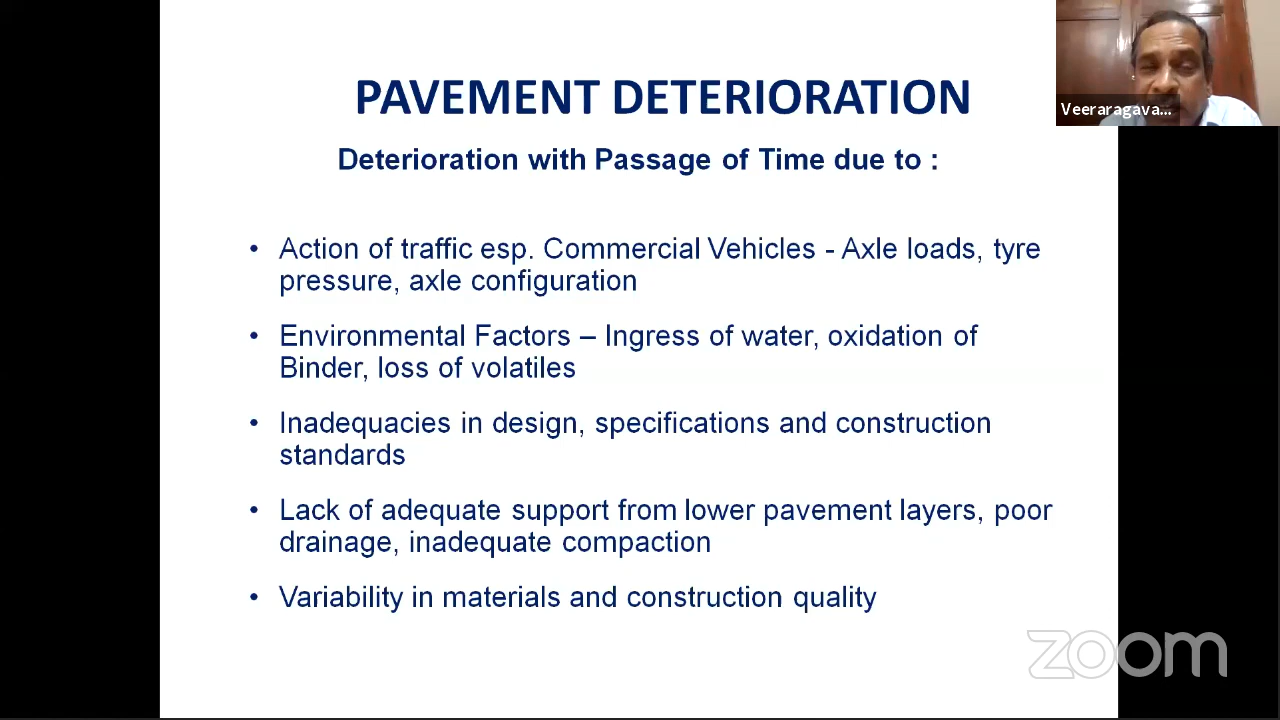 PAVEMENT DETERIORATION
Veeraragava...
Deterioration with Passage of Time due to :
• Action of traffic esp. Commercial Vehicles - Axle loads, tyre
pressure, axle configuration
• Environmental Factors – Ingress of water, oxidation of
Binder, loss of volatiles
• Inadequacies in design, specifications and construction
standards
• Lack of adequate support from lower pavement layers, poor
drainage, inadequate compaction
• Variability in materials and construction quality
zoom